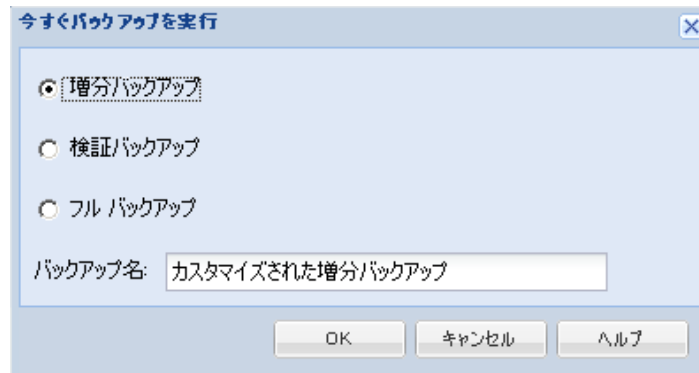 今すぐバックアップを実行
増分バックアップ
検証バックアップ
フル バックアップ
バックアップ名: カスタマイズされた増分バックアップ
OK キャンセル ヘルプ